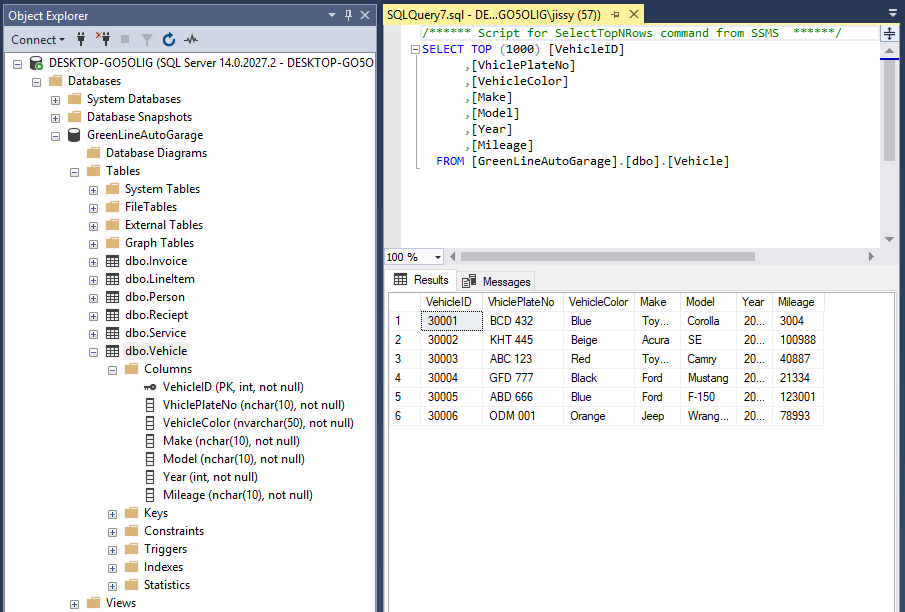 Object Explorer
Connect
DESKTOP-GO5OLIG (SQL Server 14.0.2027.2 - DESKTOP-GO5O
Databases
System Databases
Database Snapshots
GreenLineAutoGarage
Database Diagrams
Tables
System Tables
FileTables
External Tables
Graph Tables
dbo.Invoice
dbo.LineItem
dbo.Person
dbo.Reciept
dbo.Service
dbo.Vehicle
Columns
VehicleID (PK, int, not null)
VhiclePlateNo (nchar(10), not null)
VehicleColor (nvarchar(50), not null)
Make (nchar(10), not null)
Model (nchar(10), not null)
Year (int, not null)
Mileage (nchar(10), not null)
Keys
Constraints
Triggers
Indexes
Statistics
Views
SQLQuery7.sql - DE...GO5OLIG\jissy (57))
/****** Script for SelectTopNRows command from SSMS ******/
SELECT TOP (1000) [VehicleID]
,[VhiclePlateNo]
,[VehicleColor]
,[Make]
,[Model]
,[Year]
,[Mileage]
FROM [GreenLineAutoGarage].[dbo].[Vehicle]
100 %
Results Messages
VehicleID VhiclePlateNo VehicleColor Make Model Year Mileage
1 30001 BCD 432 Blue Toy... Corolla 20... 3004
2 30002 KHT 445 Beige Acura SE 20... 100988
3 30003 ABC 123 Red Toy... Camry 20... 40887
4 30004 GFD 777 Black Ford Mustang 20... 21334
5 30005 ABD 666 Blue Ford F-150 20... 123001
6 30006 ODM 001 Orange Jeep Wrang... 20... 78993